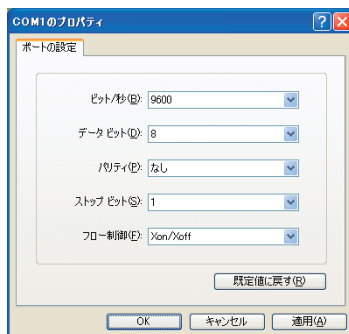 COM1のプロパティ
ポートの設定
ビット/秒(B): 9600
データ ビット(D): 8
パリティ(P): なし
ストップ ビット(S): 1
フロー制御(F): Xon/Xoff
既定値に戻す(R)
OK キャンセル 適用(A)